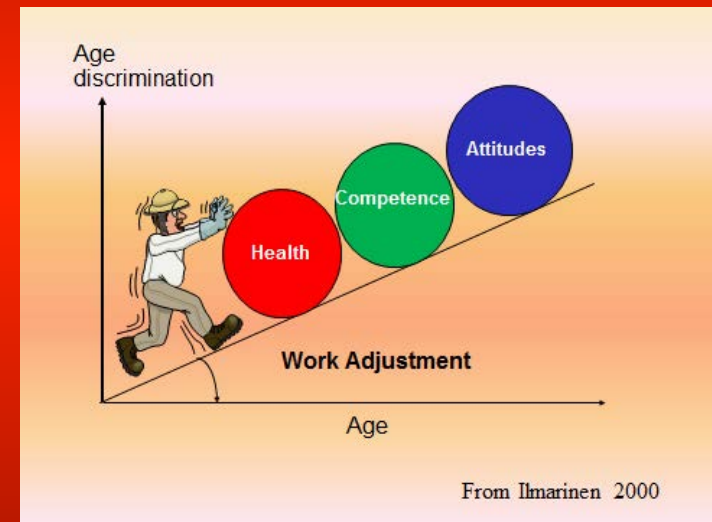 Age
discrimination
Attitudes
Competence
Health
Work Adjustment
Age
From Ilmarinen 2000